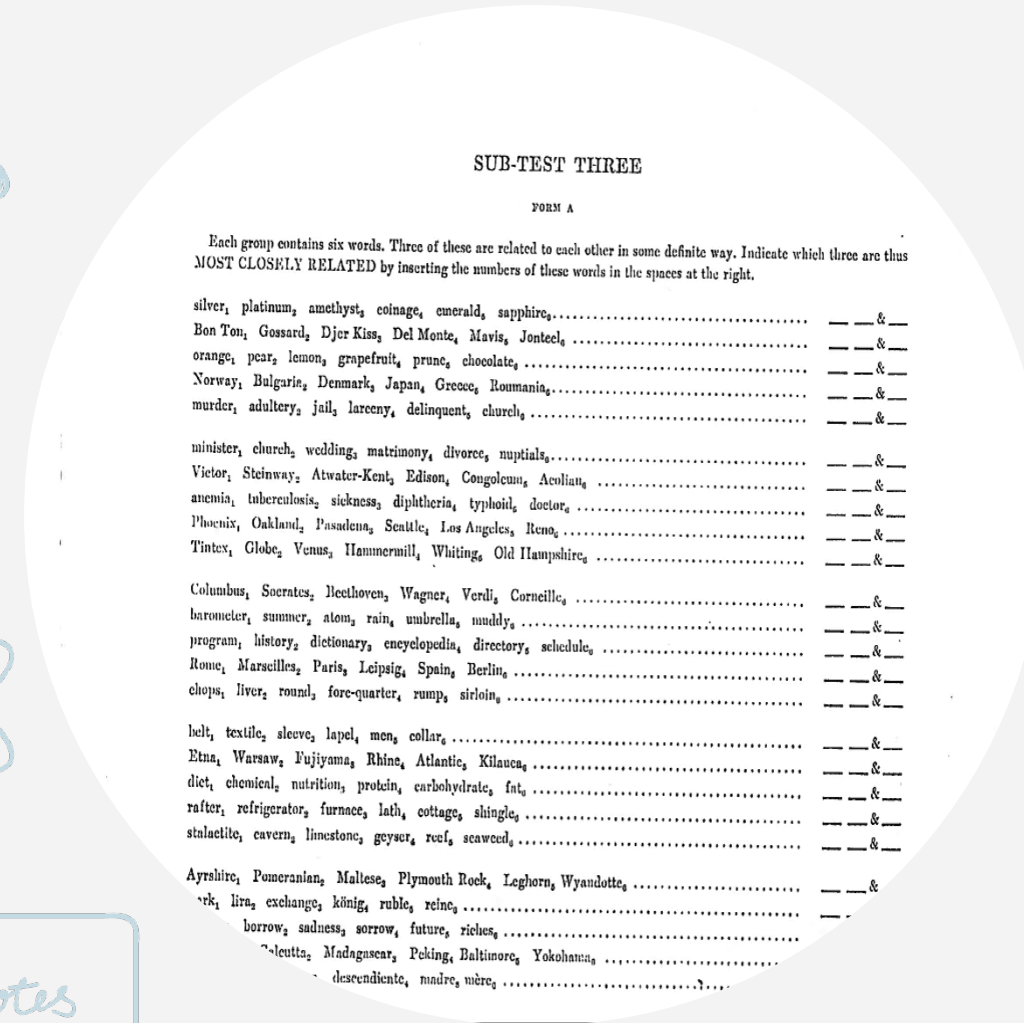 SUB-TEST THREE
FORM A
Each group contains six words. Three of these are related to each other in some definite way. Indicate which three are thus
MOST CLOSELY RELATED by inserting the numbers of these words in the spaces at the right.
silver₁ platinum₂ amethyst₃ coinage₄ emerald₅ sapphire₆ __ __ & __
Bon Ton₁ Gossard₂ Djer Kiss₃ Del Monte₄ Mavis₅ Jonteel₆ __ __ & __
orange₁ pear₂ lemon₃ grapefruit₄ prune₅ chocolate₆ __ __ & __
Norway₁ Bulgaria₂ Denmark₃ Japan₄ Greece₅ Roumania₆ __ __ & __
murder₁ adultery₂ jail₃ larceny₄ delinquent₅ church₆ __ __ & __
minister₁ church₂ wedding₃ matrimony₄ divorce₅ nuptials₆ __ __ & __
Victor₁ Steinway₂ Atwater-Kent₃ Edison₄ Congoleum₅ Aeolian₆ __ __ & __
anemia₁ tuberculosis₂ sickness₃ diphtheria₄ typhoid₅ doctor₆ __ __ & __
Phoenix₁ Oakland₂ Pasadena₃ Seattle₄ Los Angeles₅ Reno₆ __ __ & __
Tintex₁ Globe₂ Venus₃ Hammermill₄ Whiting₅ Old Hampshire₆ __ __ & __
Columbus₁ Socrates₂ Beethoven₃ Wagner₄ Verdi₅ Corneille₆ __ __ & __
barometer₁ summer₂ atom₃ rain₄ umbrella₅ muddy₆ __ __ & __
program₁ history₂ dictionary₃ encyclopedia₄ directory₅ schedule₆ __ __ & __
Rome₁ Marseilles₂ Paris₃ Leipsig₄ Spain₅ Berlin₆ __ __ & __
chops₁ liver₂ round₃ fore-quarter₄ rump₅ sirloin₆ __ __ & __
belt₁ textile₂ sleeve₃ lapel₄ men₅ collar₆ __ __ & __
Etna₁ Warsaw₂ Fujiyama₃ Rhine₄ Atlantic₅ Kilauea₆ __ __ & __
diet₁ chemical₂ nutrition₃ protein₄ carbohydrate₅ fat₆ __ __ & __
rafter₁ refrigerator₂ furnace₃ lath₄ cottage₅ shingle₆ __ __ & __
stalactite₁ cavern₂ limestone₃ geyser₄ reef₅ seaweed₆ __ __ & __
Ayrshire₁ Pomeranian₂ Maltese₃ Plymouth Rock₄ Leghorn₅ Wyandotte₆ __ __ &
lira₂ exchange₃ könig₄ ruble₅ reine₆ __ __
borrow₂ sadness₃ sorrow₄ future₅ riches₆
Madagascar₃ Peking₄ Baltimore₅ Yokohama₆
descendiente₄ madre₅ mère₆